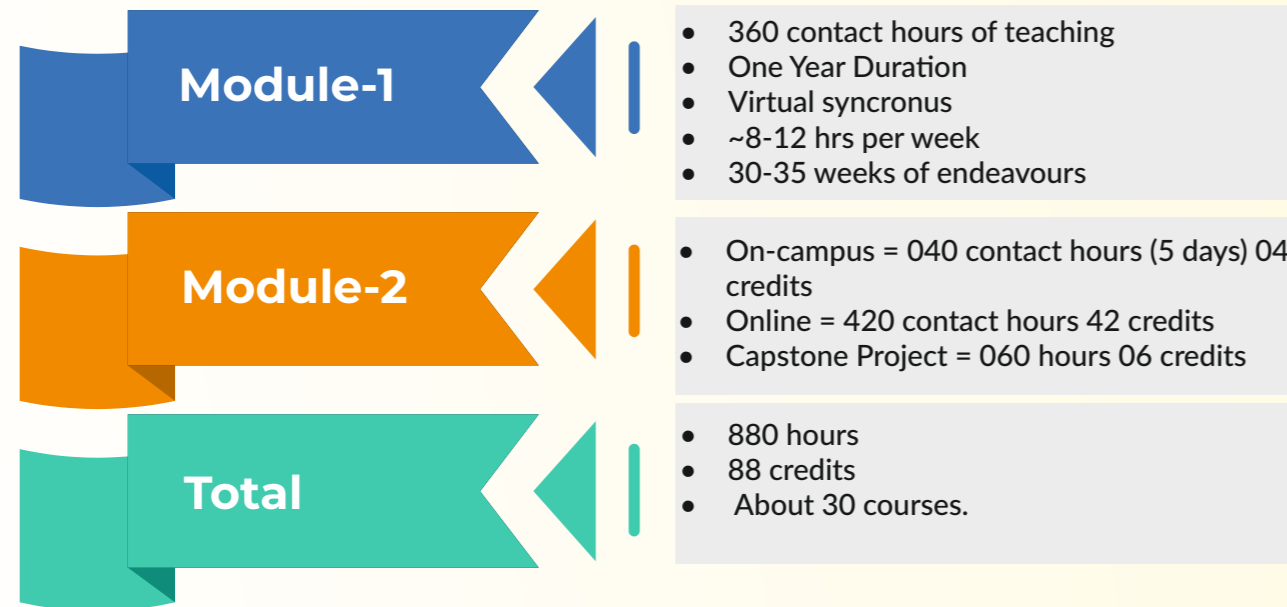 Module-1
• 360 contact hours of teaching
• One Year Duration
• Virtual syncronus
• ~8-12 hrs per week
• 30-35 weeks of endeavours
Module-2
• On-campus = 040 contact hours (5 days) 04
credits
• Online = 420 contact hours 42 credits
• Capstone Project = 060 hours 06 credits
Total
• 880 hours
• 88 credits
• About 30 courses.